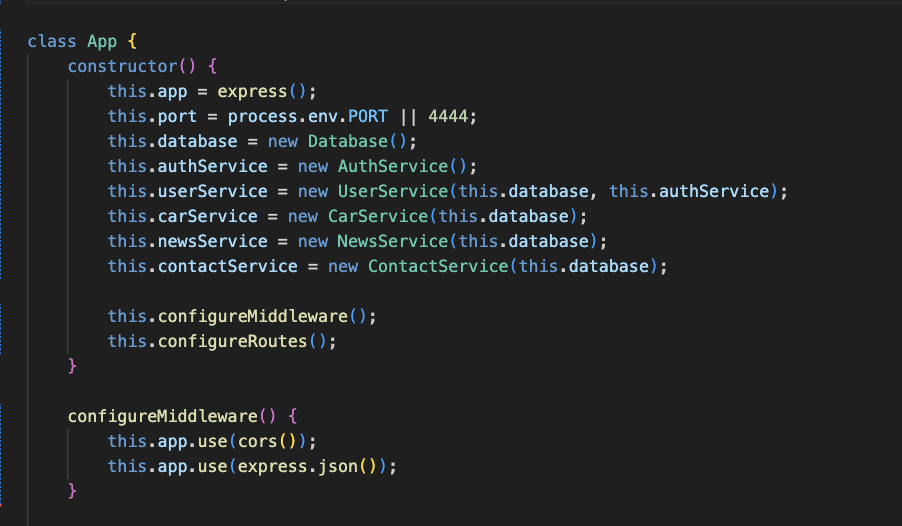 class App {
    constructor() {
        this.app = express();
        this.port = process.env.PORT || 4444;
        this.database = new Database();
        this.authService = new AuthService();
        this.userService = new UserService(this.database, this.authService);
        this.carService = new CarService(this.database);
        this.newsService = new NewsService(this.database);
        this.contactService = new ContactService(this.database);

        this.configureMiddleware();
        this.configureRoutes();
    }

    configureMiddleware() {
        this.app.use(cors());
        this.app.use(express.json());
    }